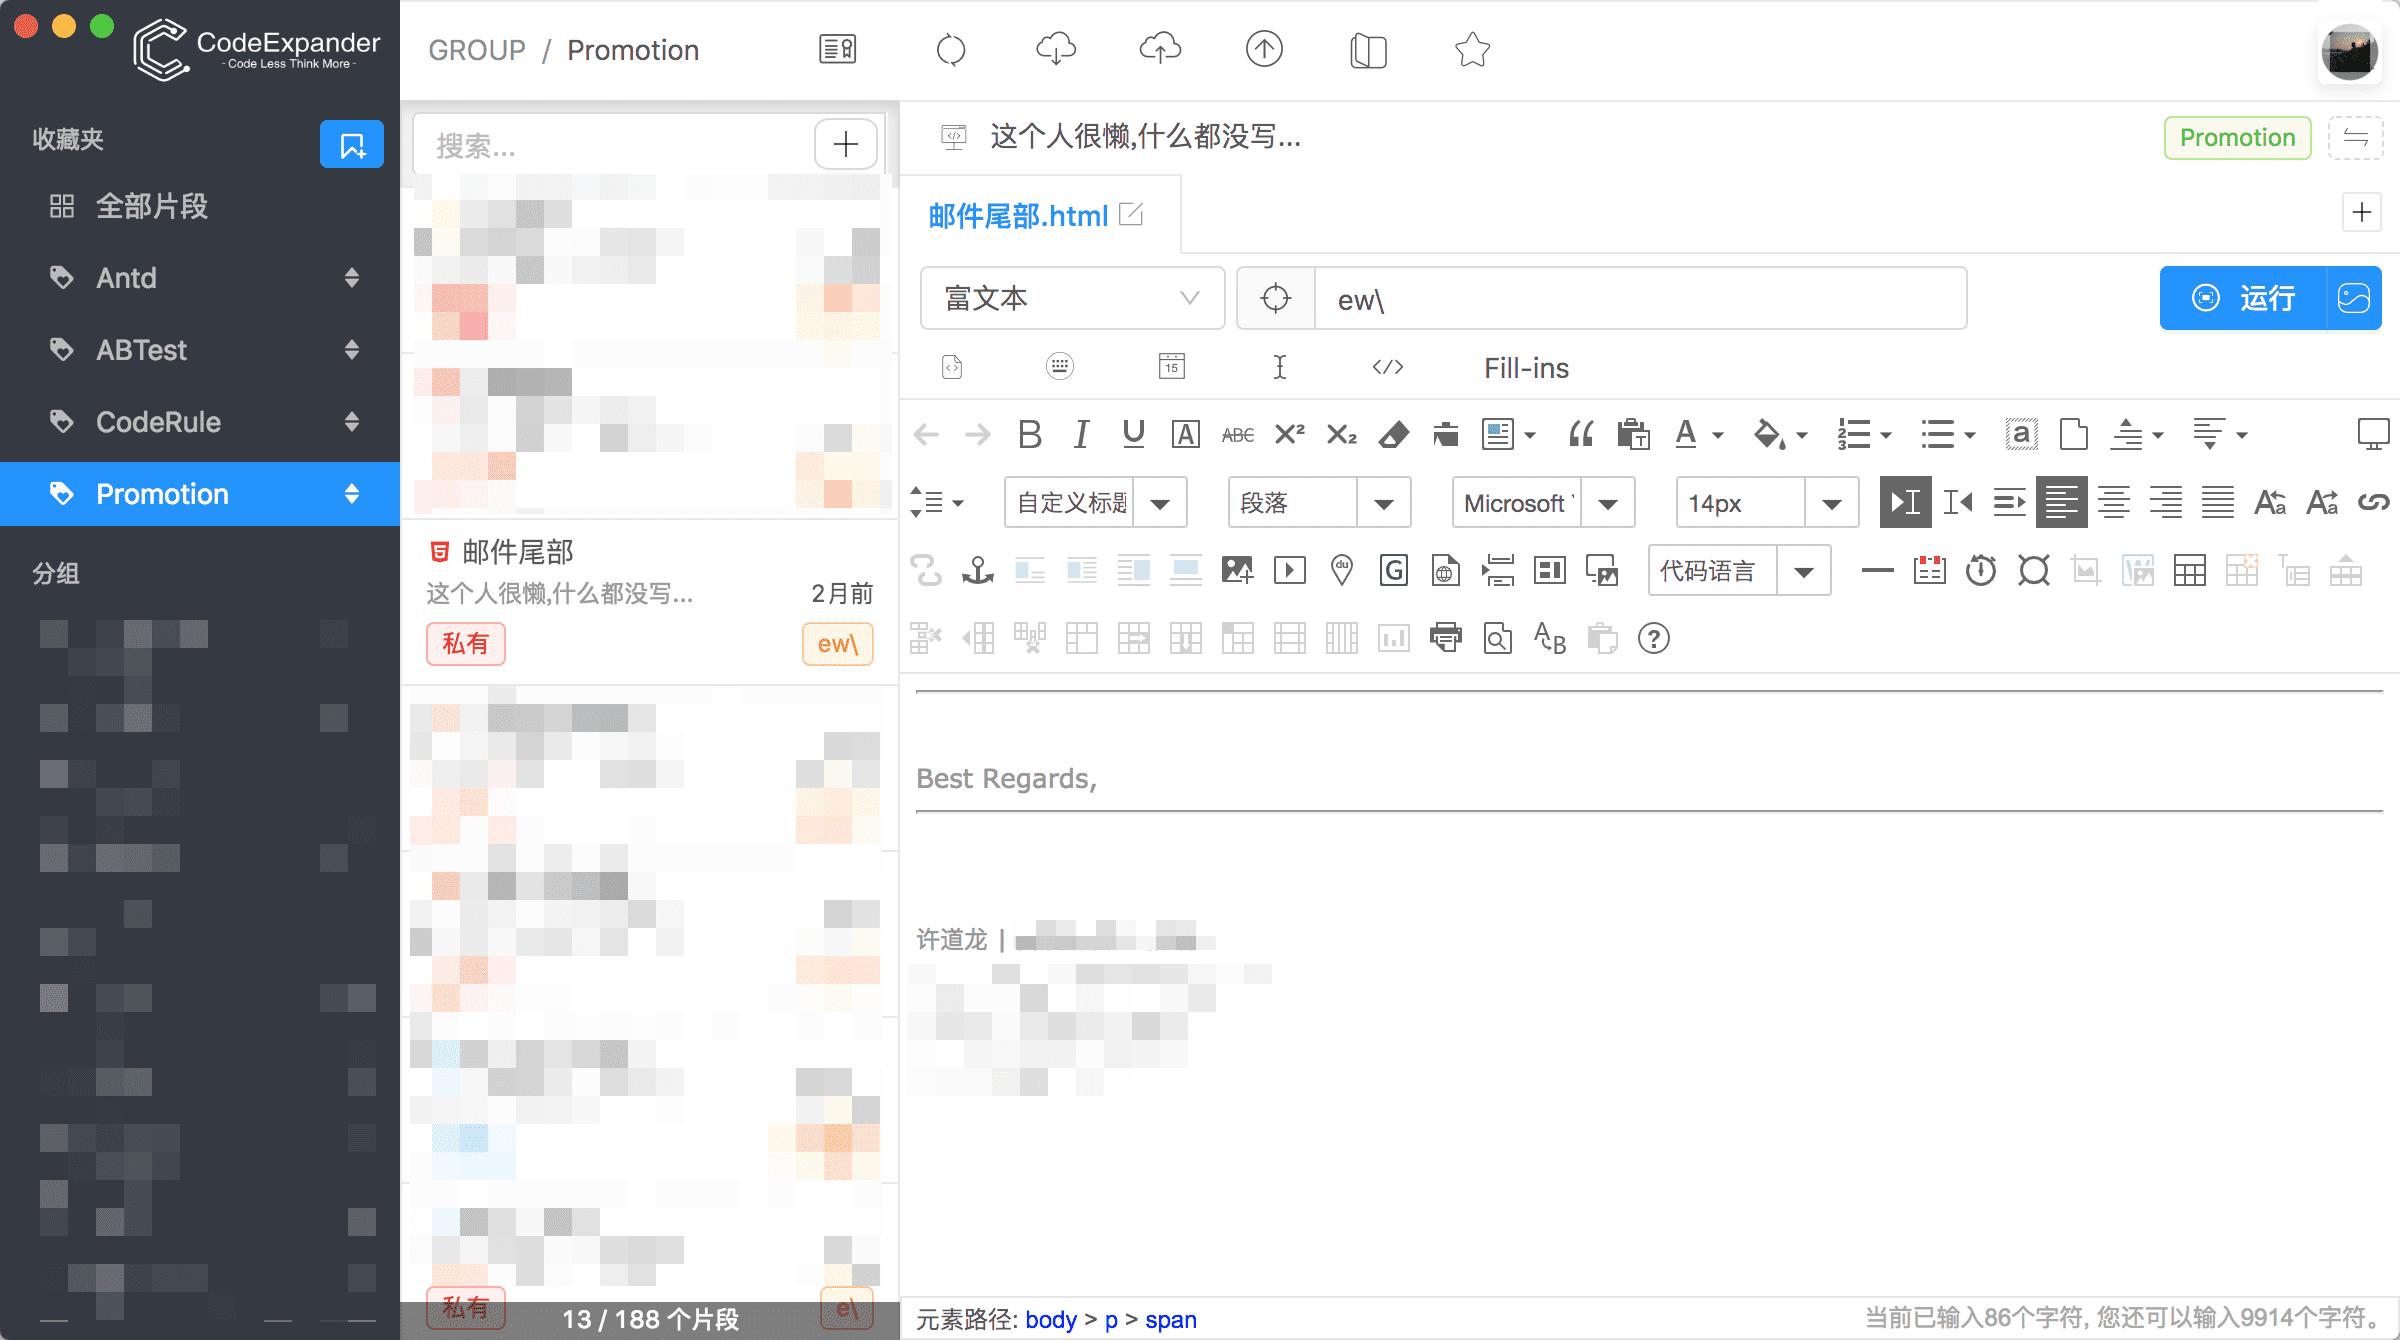 CodeExpander
- Code Less Think More -
收藏夹
全部片段
Antd
ABTest
CodeRule
Promotion
分组
GROUP / Promotion
搜索...
邮件尾部
这个人很懒,什么都没写...
2月前
私有
ew\
私有
e\
13 / 188 个片段
这个人很懒,什么都没写...
Promotion
邮件尾部.html
富文本
ew\
运行
15
Fill-ins
自定义标题
段落
Microsoft
14px
代码语言
Best Regards,
许道龙 |
元素路径: body > p > span
当前已输入86个字符, 您还可以输入9914个字符。